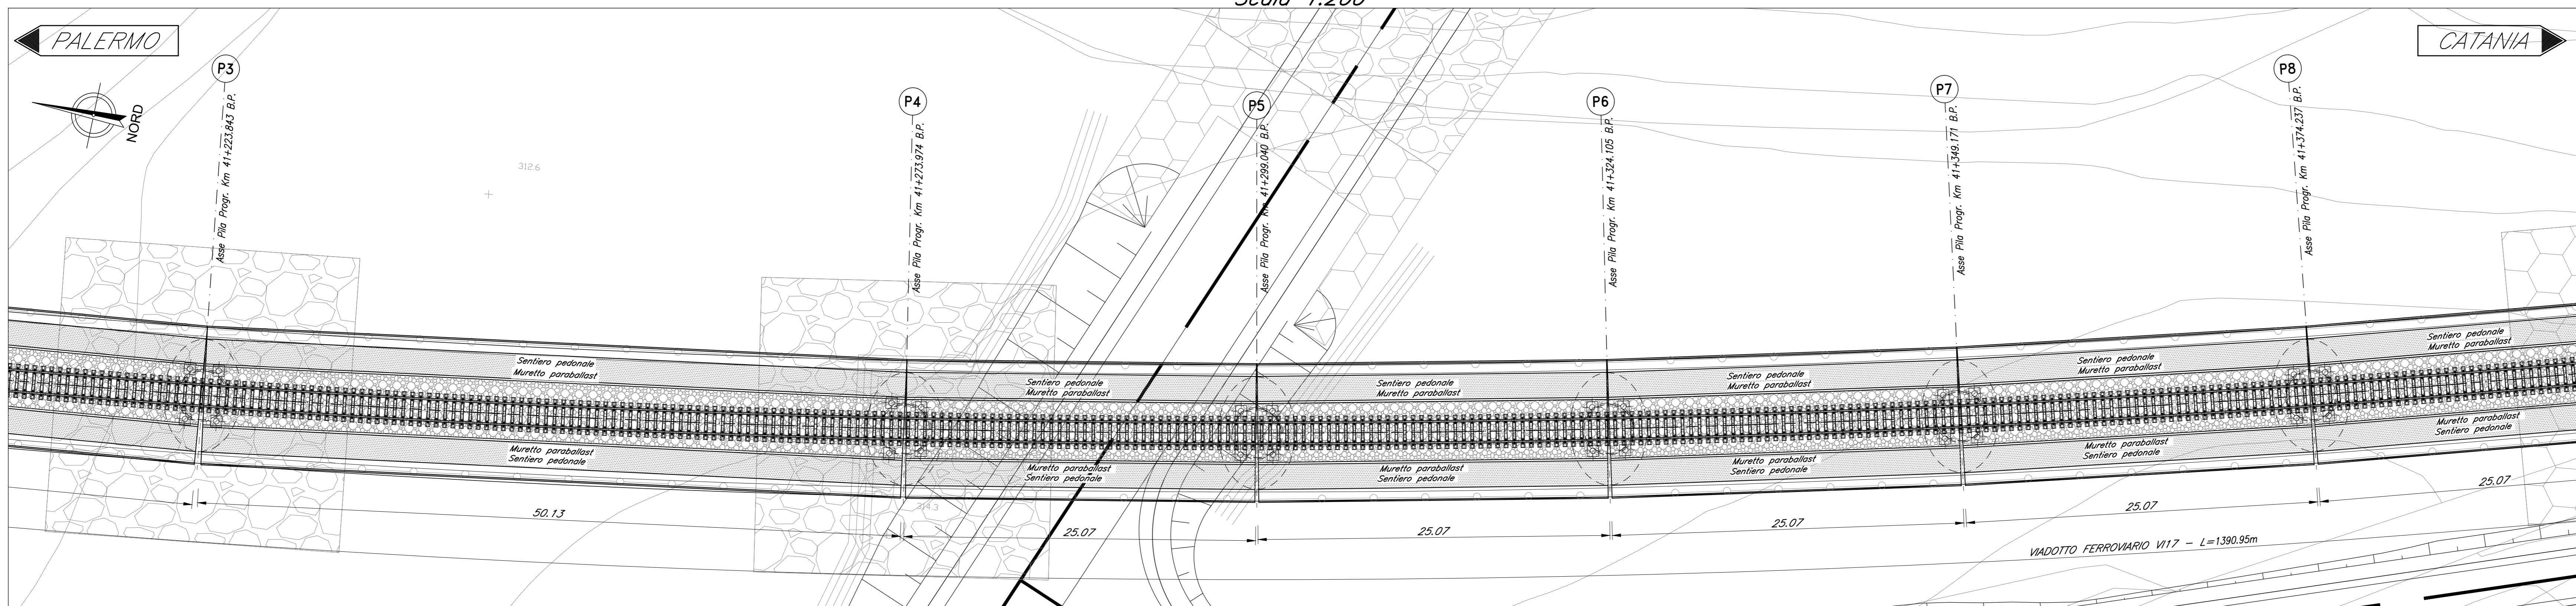 Scala 1:200
PALERMO
CATANIA
NORD
P3
Asse Pila Progr. Km 41+223.843 B.P.
P4
Asse Pila Progr. Km 41+273.974 B.P.
P5
Asse Pila Progr. Km 41+299.040 B.P.
P6
Asse Pila Progr. Km 41+324.105 B.P.
P7
Asse Pila Progr. Km 41+349.171 B.P.
P8
Asse Pila Progr. Km 41+374.237 B.P.
312.6
Sentiero pedonale
Muretto paraballast
Sentiero pedonale
Muretto paraballast
Sentiero pedonale
Muretto paraballast
Sentiero pedonale
Muretto paraballast
Sentiero pedonale
Muretto paraballast
Sentiero pedonale
Muretto paraballast
Muretto paraballast
Sentiero pedonale
Muretto paraballast
Sentiero pedonale
Muretto paraballast
Sentiero pedonale
Muretto paraballast
Sentiero pedonale
Muretto paraballast
Sentiero pedonale
Muretto paraballast
Sentiero pedonale
314.3
50.13
25.07
25.07
25.07
25.07
25.07
VIADOTTO FERROVIARIO VI17 - L=1390.95m